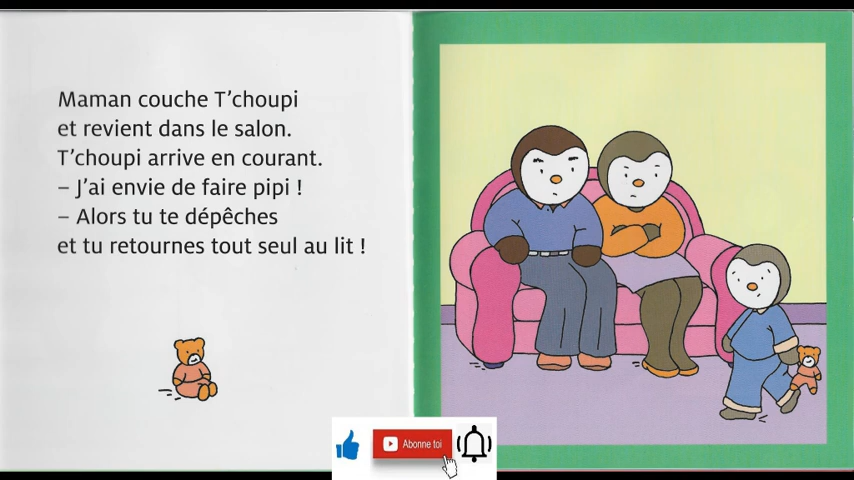 Maman couche T'choupi
et revient dans le salon.
T'choupi arrive en courant.
– J'ai envie de faire pipi !
– Alors tu te dépêches
et tu retournes tout seul au lit !
Abonne toi